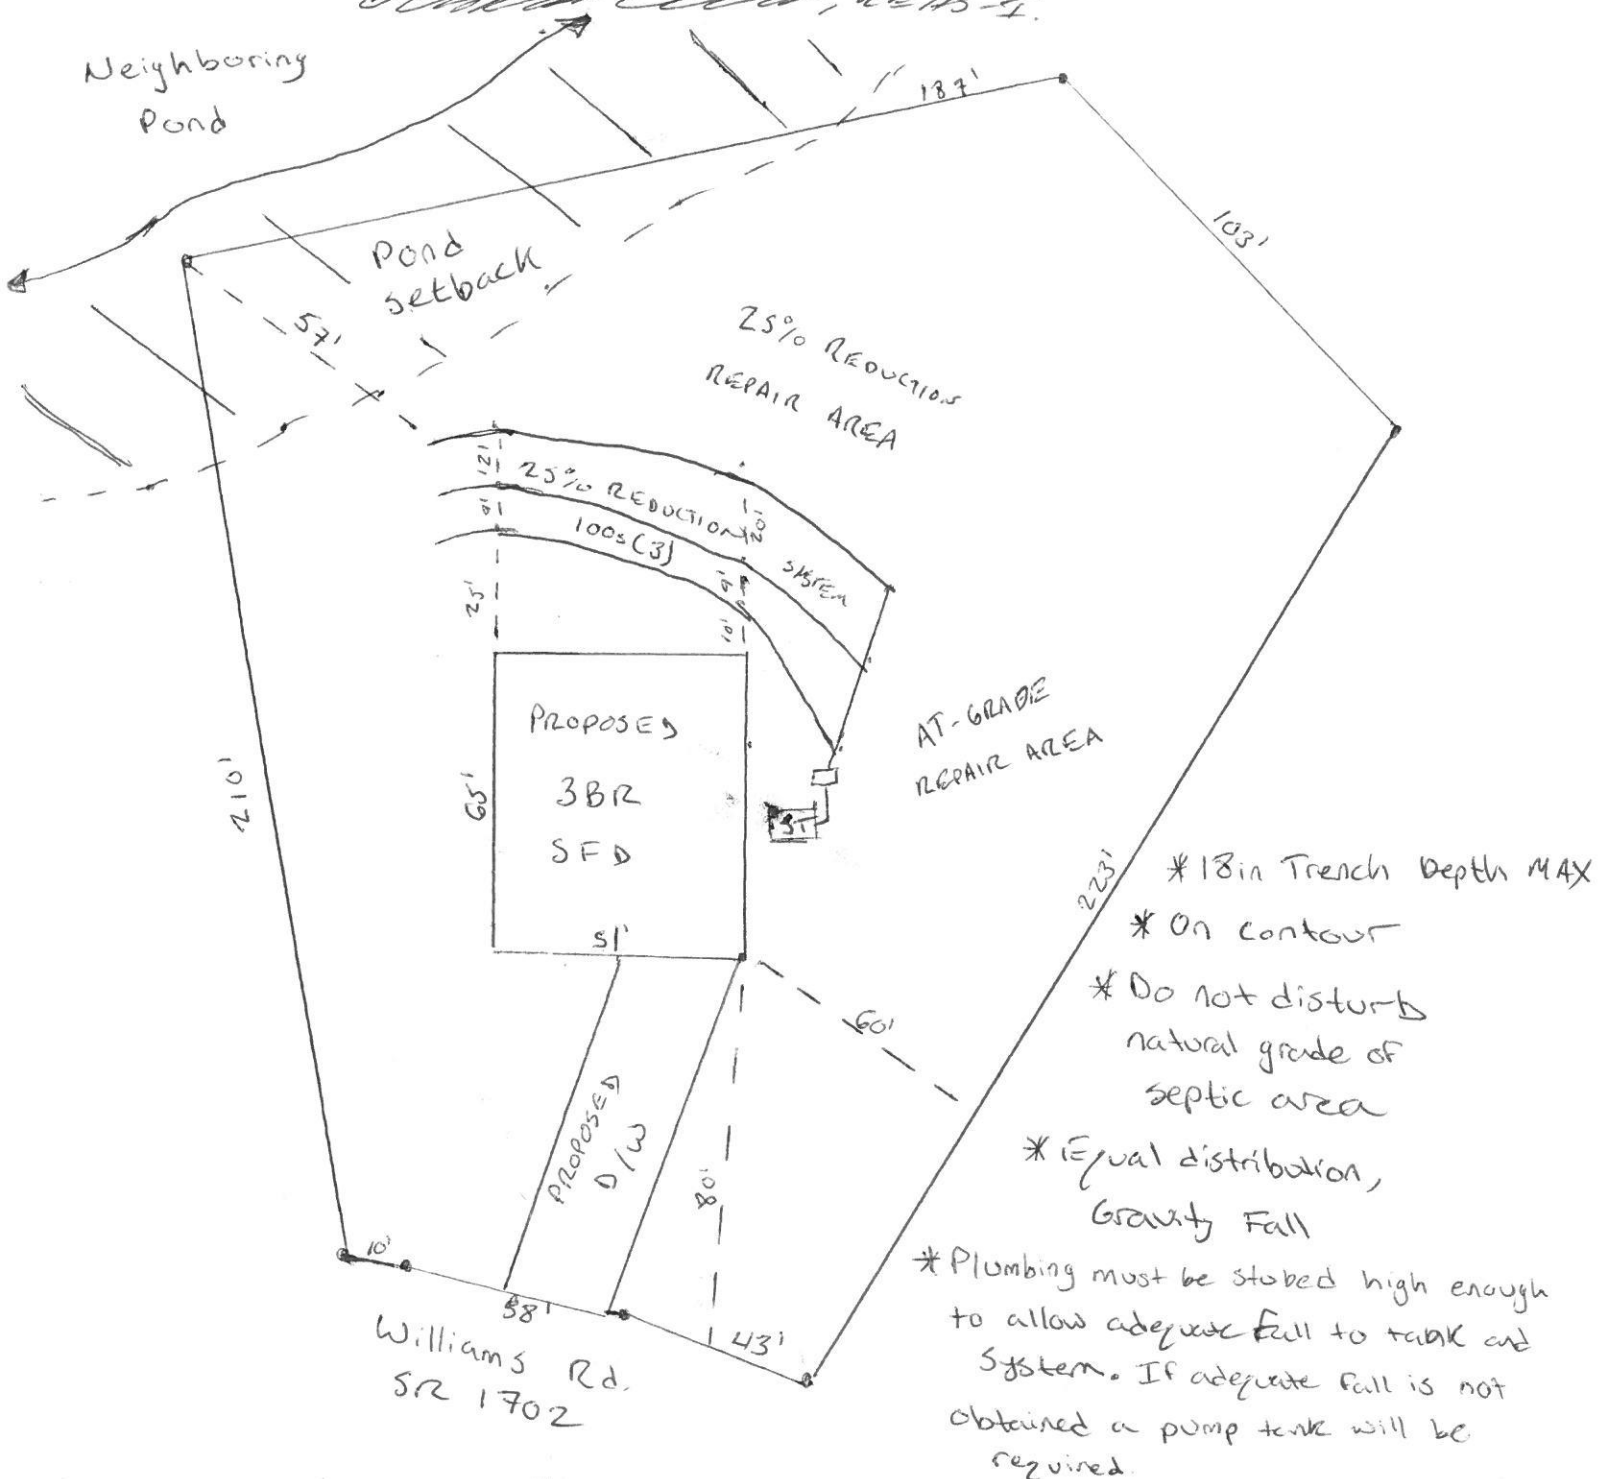 Neighboring
Pond
187'
103'
Pond
setback
57'
25% REDUCTION
REPAIR AREA
12'
25% REDUCTION
SYSTEM
20'
9'
100s (3)
9'
25'
10'
PROPOSED
3BR
SFD
65'
51'
ST
AT-GRADE
REPAIR AREA
210'
223'
60'
80'
PROPOSED
D/W
10'
58'
43'
Williams Rd.
SR 1702
* 18in Trench Depth MAX
* On contour
* Do not disturb
natural grade of
septic area
* Equal distribution,
Gravity Fall
* Plumbing must be stubed high enough
to allow adequate fall to tank and
system. If adequate fall is not
obtained a pump tank will be
required.